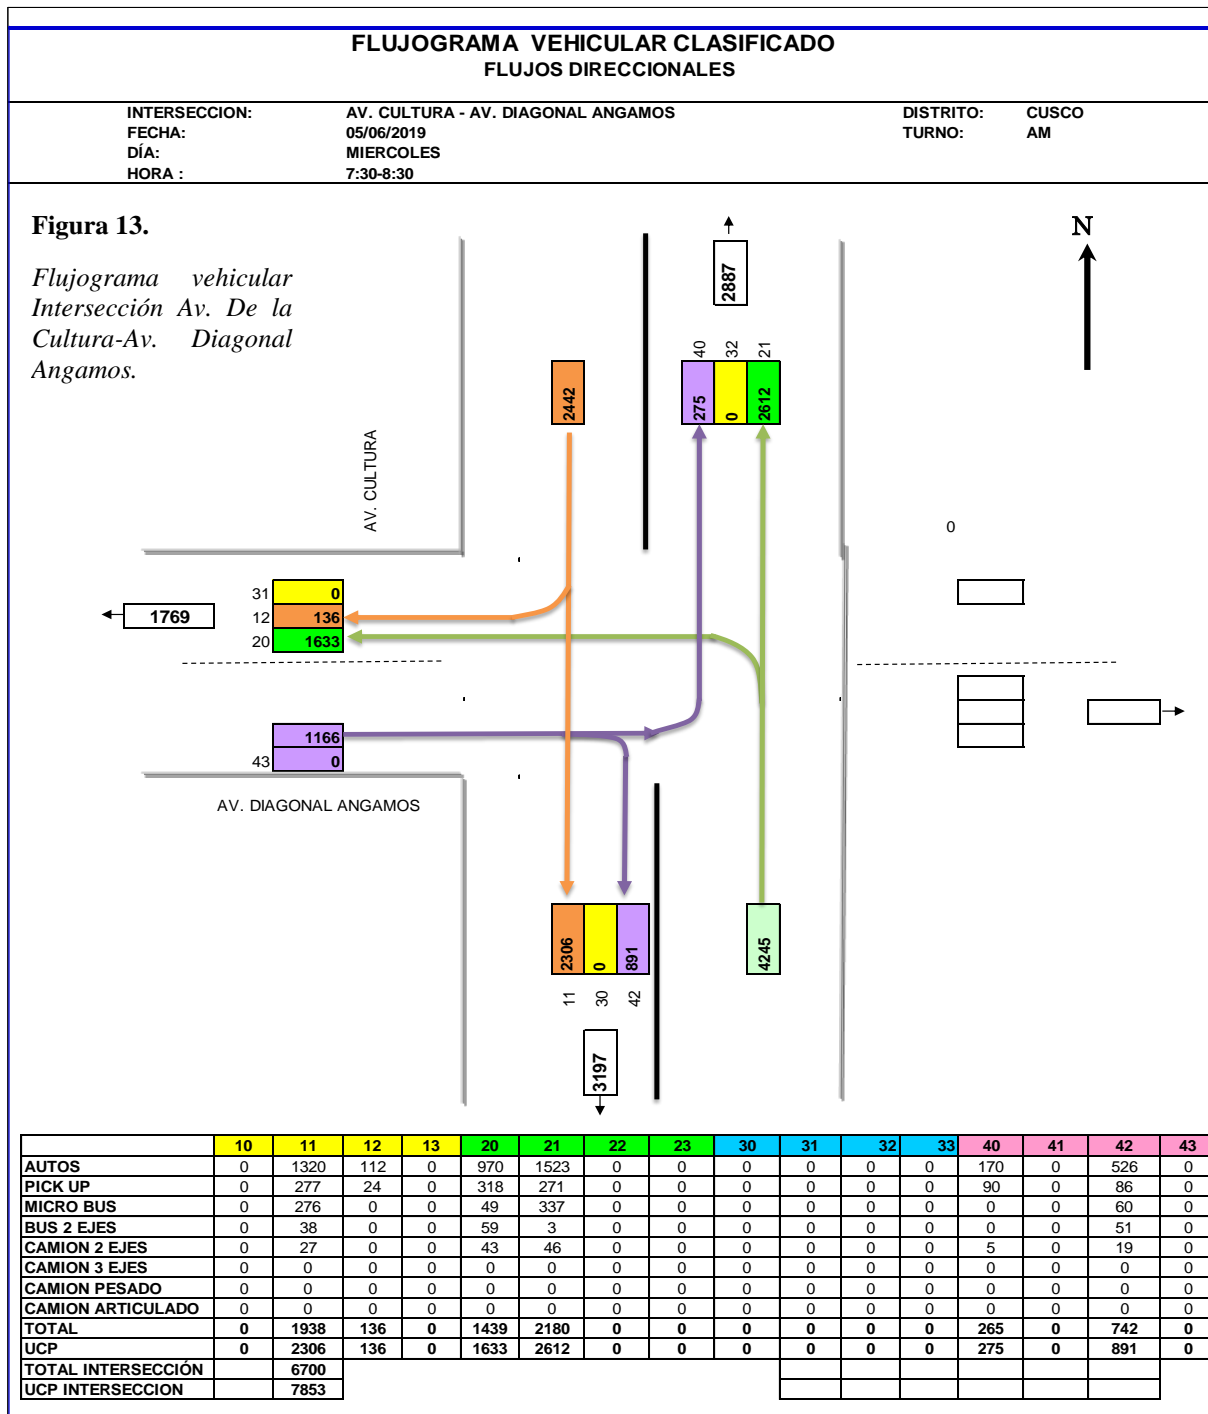 FLUJOGRAMA VEHICULAR CLASIFICADO
FLUJOS DIRECCIONALES
INTERSECCION: AV. CULTURA - AV. DIAGONAL ANGAMOS DISTRITO: CUSCO
FECHA: 05/06/2019 TURNO: AM
DÍA: MIERCOLES
HORA : 7:30-8:30
Figura 13.
Flujograma vehicular
Intersección Av. De la
Cultura-Av. Diagonal
Angamos.
N
2887
40 32 21
2442
275 0 2612
AV. CULTURA
0
31 0
12 136
20 1633
1769
1166
43 0
AV. DIAGONAL ANGAMOS
2306 0 891
4245
11 30 42
3197
10 11 12 13 20 21 22 23 30 31 32 33 40 41 42 43
AUTOS 0 1320 112 0 970 1523 0 0 0 0 0 0 170 0 526 0
PICK UP 0 277 24 0 318 271 0 0 0 0 0 0 90 0 86 0
MICRO BUS 0 276 0 0 49 337 0 0 0 0 0 0 0 0 60 0
BUS 2 EJES 0 38 0 0 59 3 0 0 0 0 0 0 0 0 51 0
CAMION 2 EJES 0 27 0 0 43 46 0 0 0 0 0 0 5 0 19 0
CAMION 3 EJES 0 0 0 0 0 0 0 0 0 0 0 0 0 0 0 0
CAMION PESADO 0 0 0 0 0 0 0 0 0 0 0 0 0 0 0 0
CAMION ARTICULADO 0 0 0 0 0 0 0 0 0 0 0 0 0 0 0 0
TOTAL 0 1938 136 0 1439 2180 0 0 0 0 0 0 265 0 742 0
UCP 0 2306 136 0 1633 2612 0 0 0 0 0 0 275 0 891 0
TOTAL INTERSECCIÓN 6700
UCP INTERSECCION 7853